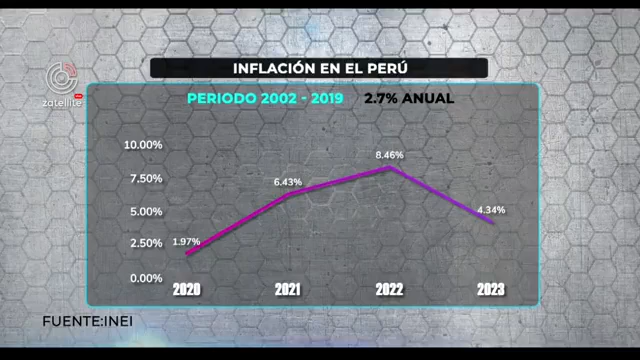 INFLACIÓN EN EL PERÚ
zatellite
PERIODO 2002 - 2019 2.7% ANUAL
10.00%
8.46%
7.50%
6.43%
5.00%
4.34%
2.50%
1.97%
0.00%
2020 2021 2022 2023
FUENTE:INEI